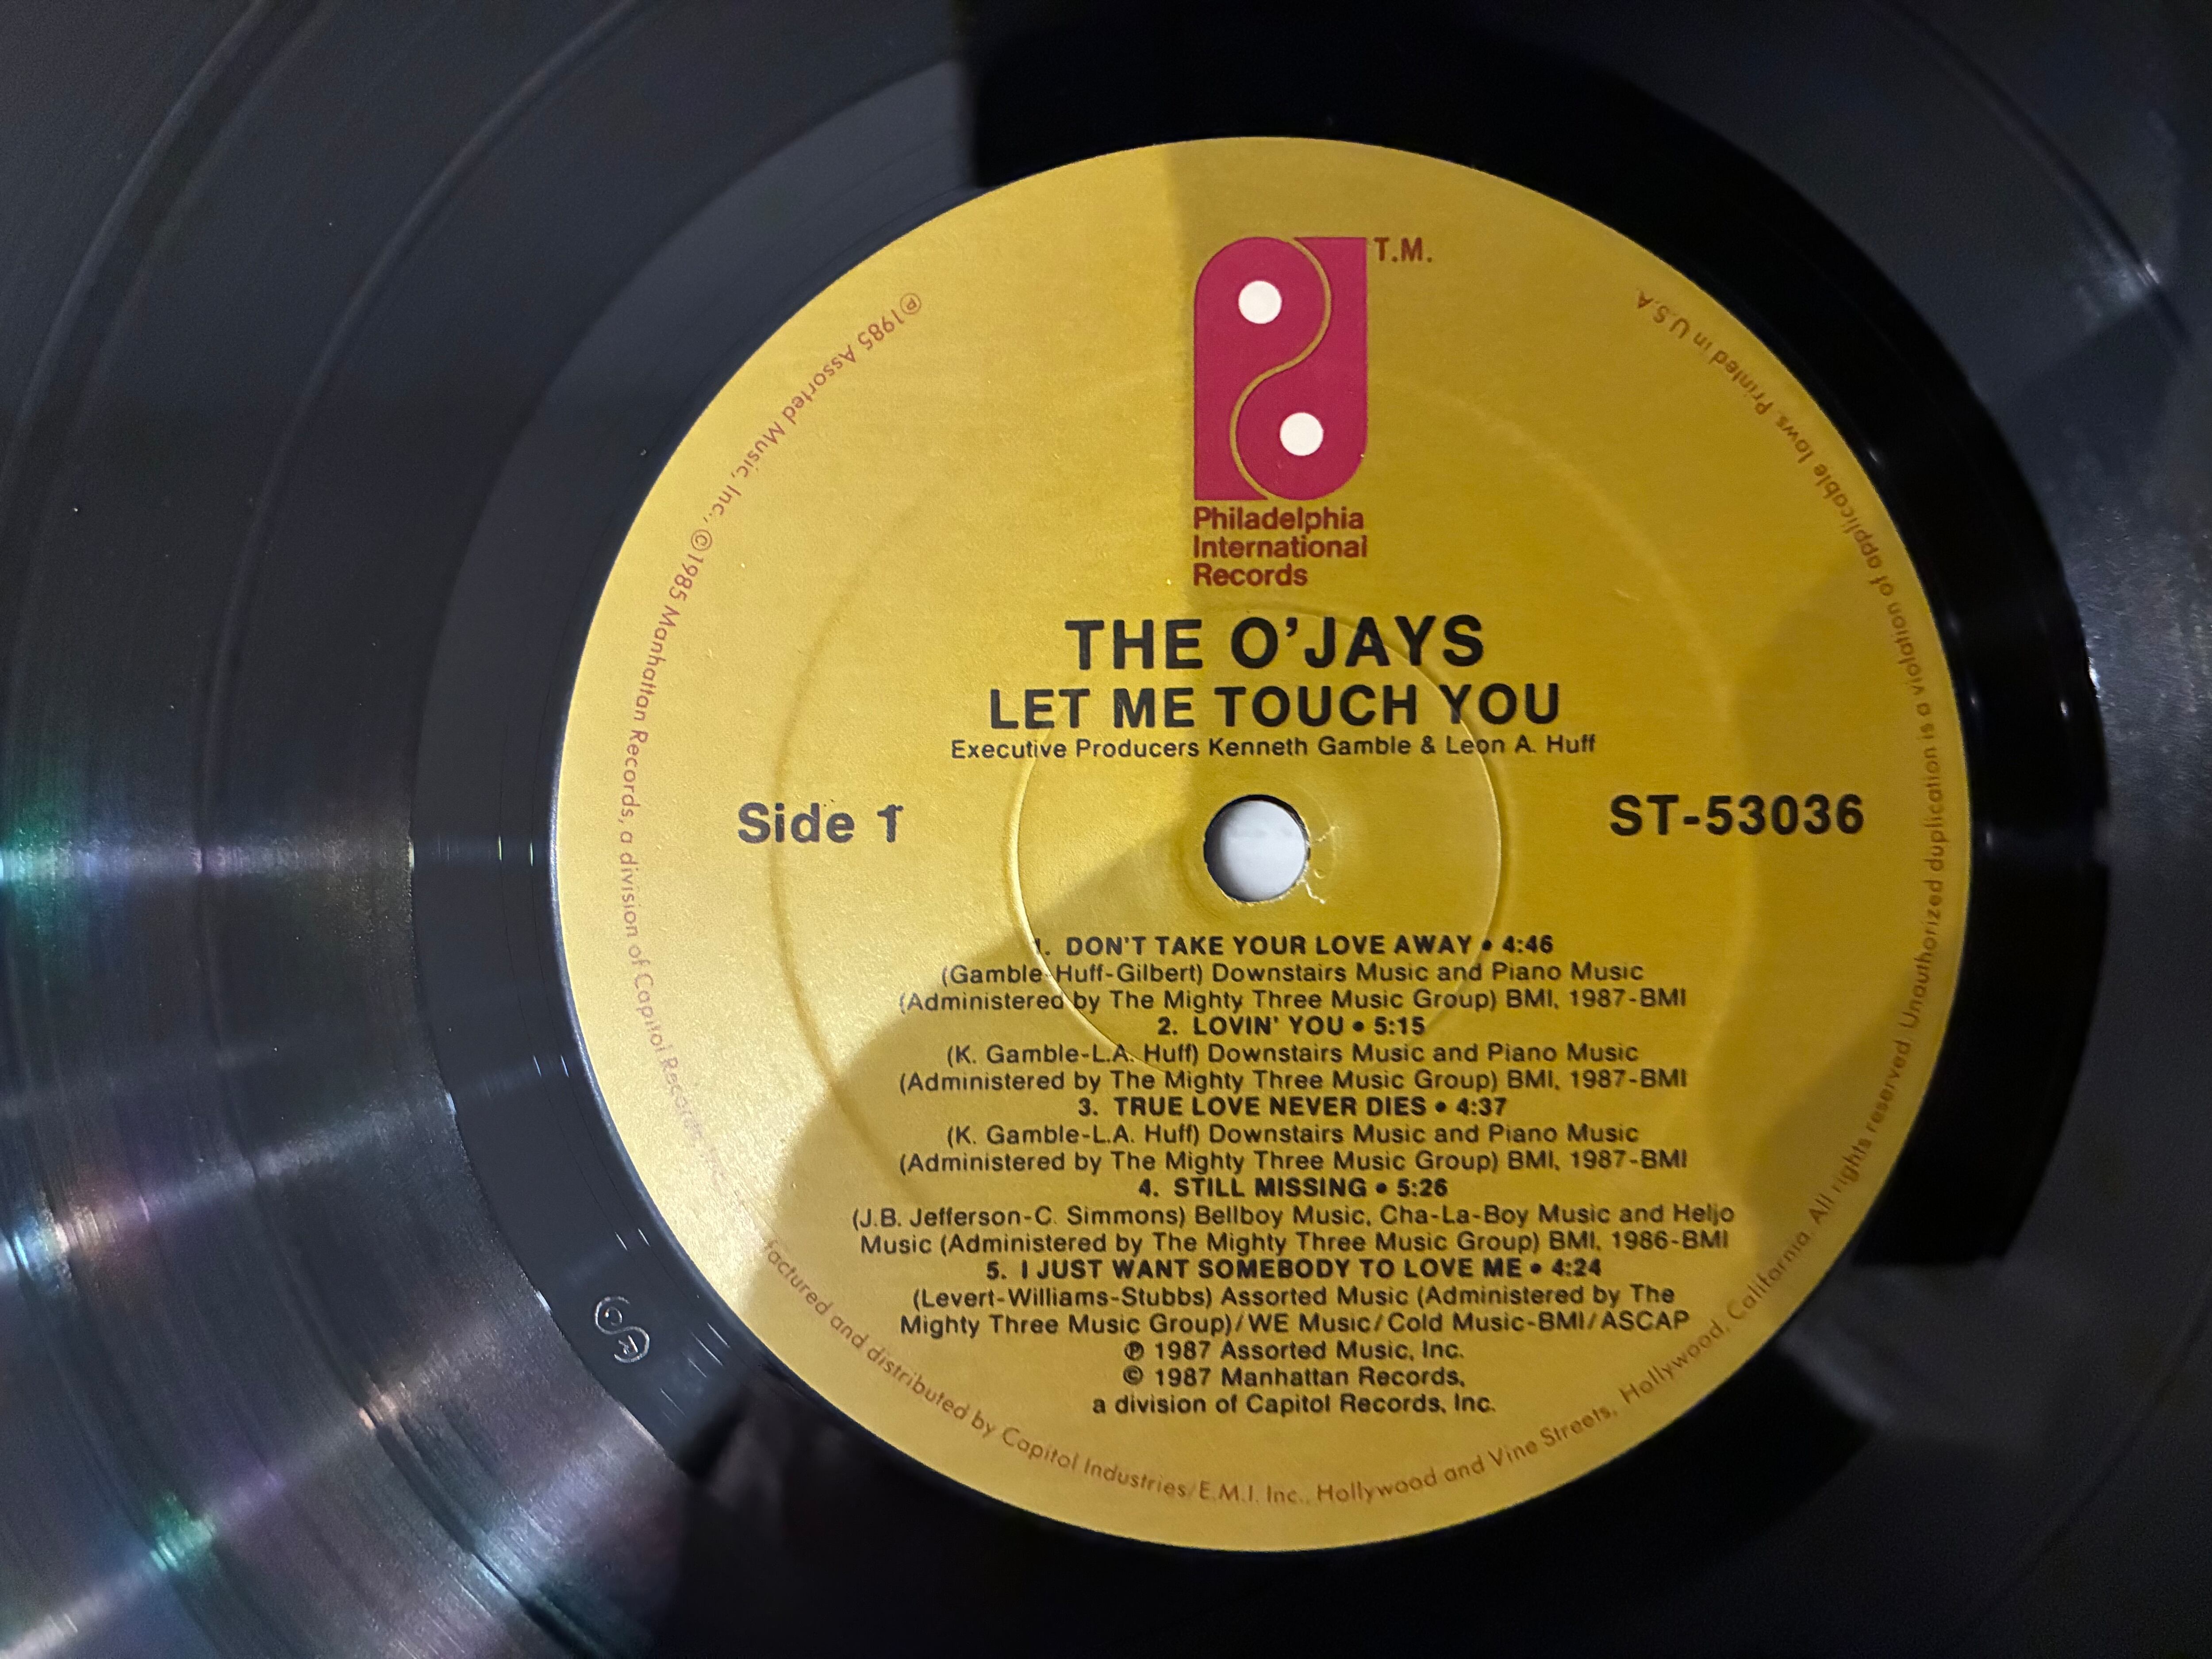 T.M.
Philadelphia
International
Records
THE O'JAYS
LET ME TOUCH YOU
Executive Producers Kenneth Gamble & Leon A. Huff
Side 1
ST-53036
1. DON'T TAKE YOUR LOVE AWAY • 4:46
(Gamble-Huff-Gilbert) Downstairs Music and Piano Music
(Administered by The Mighty Three Music Group) BMI, 1987-BMI
2. LOVIN' YOU • 5:15
(K. Gamble-L.A. Huff) Downstairs Music and Piano Music
(Administered by The Mighty Three Music Group) BMI, 1987-BMI
3. TRUE LOVE NEVER DIES • 4:37
(K. Gamble-L.A. Huff) Downstairs Music and Piano Music
(Administered by The Mighty Three Music Group) BMI, 1987-BMI
4. STILL MISSING • 5:26
(J.B. Jefferson-C. Simmons) Bellboy Music, Cha-La-Boy Music and Heljo
Music (Administered by The Mighty Three Music Group) BMI, 1986-BMI
5. I JUST WANT SOMEBODY TO LOVE ME • 4:24
(Levert-Williams-Stubbs) Assorted Music (Administered by The
Mighty Three Music Group)/WE Music/Cold Music-BMI/ASCAP
℗ 1987 Assorted Music, Inc.
© 1987 Manhattan Records,
a division of Capitol Records, Inc.
℗1985 Assorted Music, Inc., ©1985 Manhattan Records, a division of Capitol Records, Inc. factured and distributed by Capitol Industries/E.M.I. Inc., Hollywood and Vine Streets, Hollywood, California. All rights reserved. Unauthorized duplication is a violation of applicable laws. Printed in U.S.A.